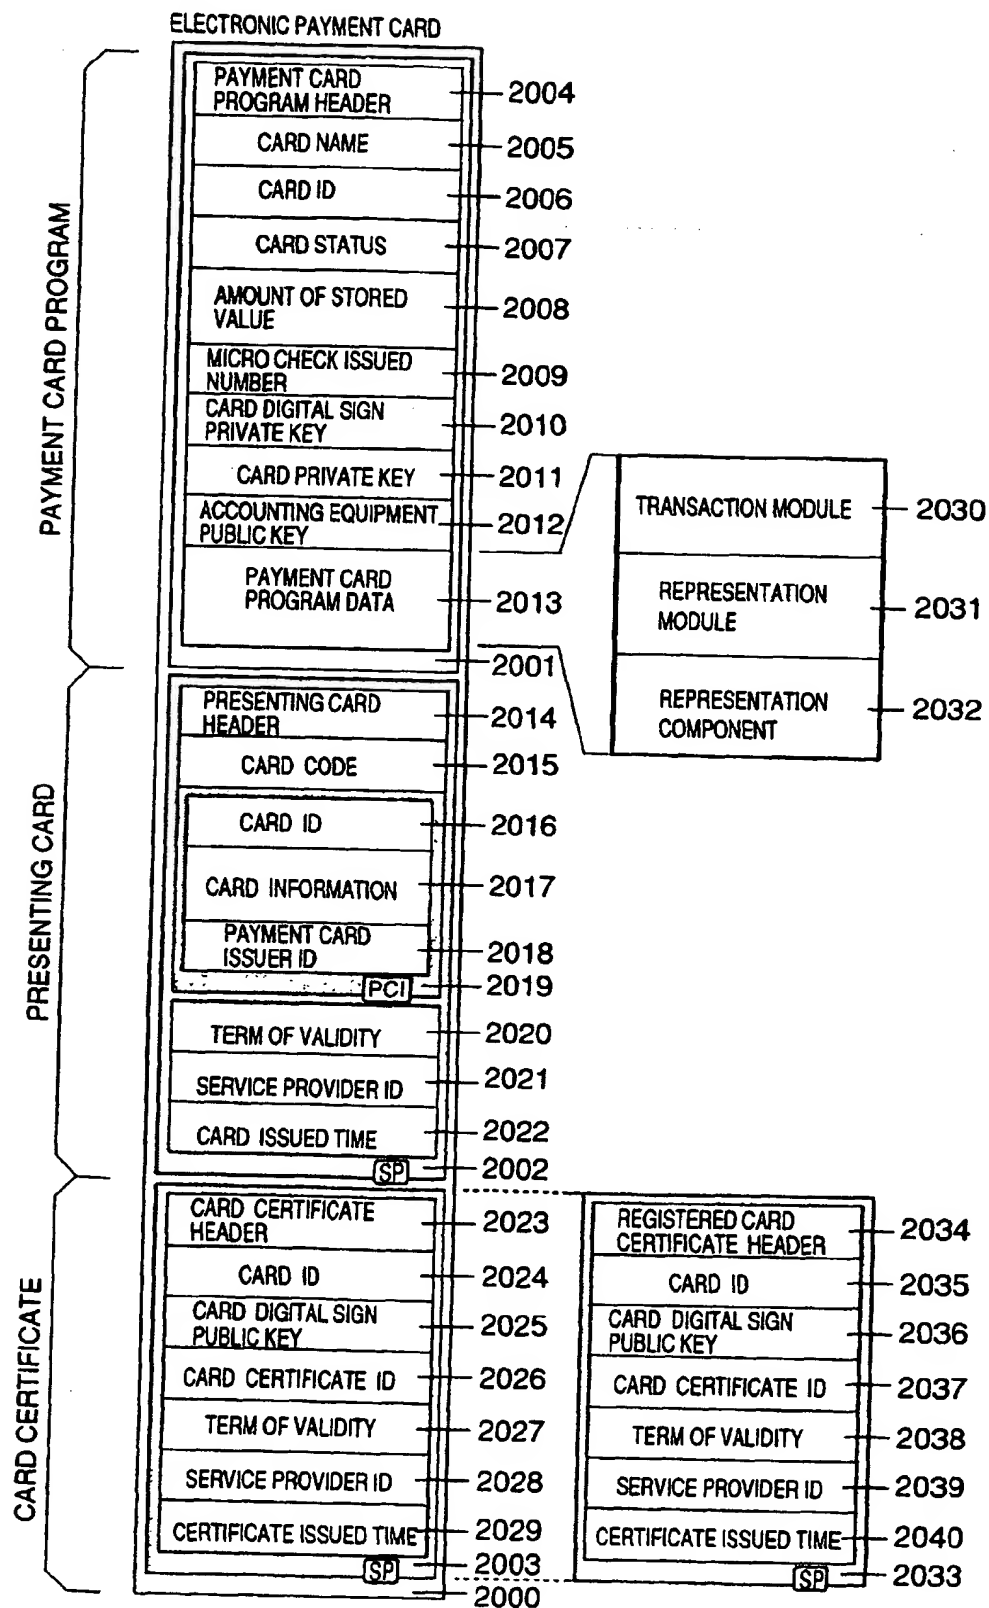 ELECTRONIC PAYMENT CARD
PAYMENT CARD PROGRAM
PAYMENT CARD
PROGRAM HEADER
2004
CARD NAME
2005
CARD ID
2006
CARD STATUS
2007
AMOUNT OF STORED
VALUE
2008
MICRO CHECK ISSUED
NUMBER
2009
CARD DIGITAL SIGN
PRIVATE KEY
2010
CARD PRIVATE KEY
2011
ACCOUNTING EQUIPMENT
PUBLIC KEY
2012
PAYMENT CARD
PROGRAM DATA
2013
2001
TRANSACTION MODULE
2030
REPRESENTATION
MODULE
2031
REPRESENTATION
COMPONENT
2032
PRESENTING CARD
PRESENTING CARD
HEADER
2014
CARD CODE
2015
CARD ID
2016
CARD INFORMATION
2017
PAYMENT CARD
ISSUER ID
2018
PCI
2019
TERM OF VALIDITY
2020
SERVICE PROVIDER ID
2021
CARD ISSUED TIME
2022
SP
2002
CARD CERTIFICATE
CARD CERTIFICATE
HEADER
2023
CARD ID
2024
CARD DIGITAL SIGN
PUBLIC KEY
2025
CARD CERTIFICATE ID
2026
TERM OF VALIDITY
2027
SERVICE PROVIDER ID
2028
CERTIFICATE ISSUED TIME
2029
SP
2003
2000
REGISTERED CARD
CERTIFICATE HEADER
2034
CARD ID
2035
CARD DIGITAL SIGN
PUBLIC KEY
2036
CARD CERTIFICATE ID
2037
TERM OF VALIDITY
2038
SERVICE PROVIDER ID
2039
CERTIFICATE ISSUED TIME
2040
SP
2033